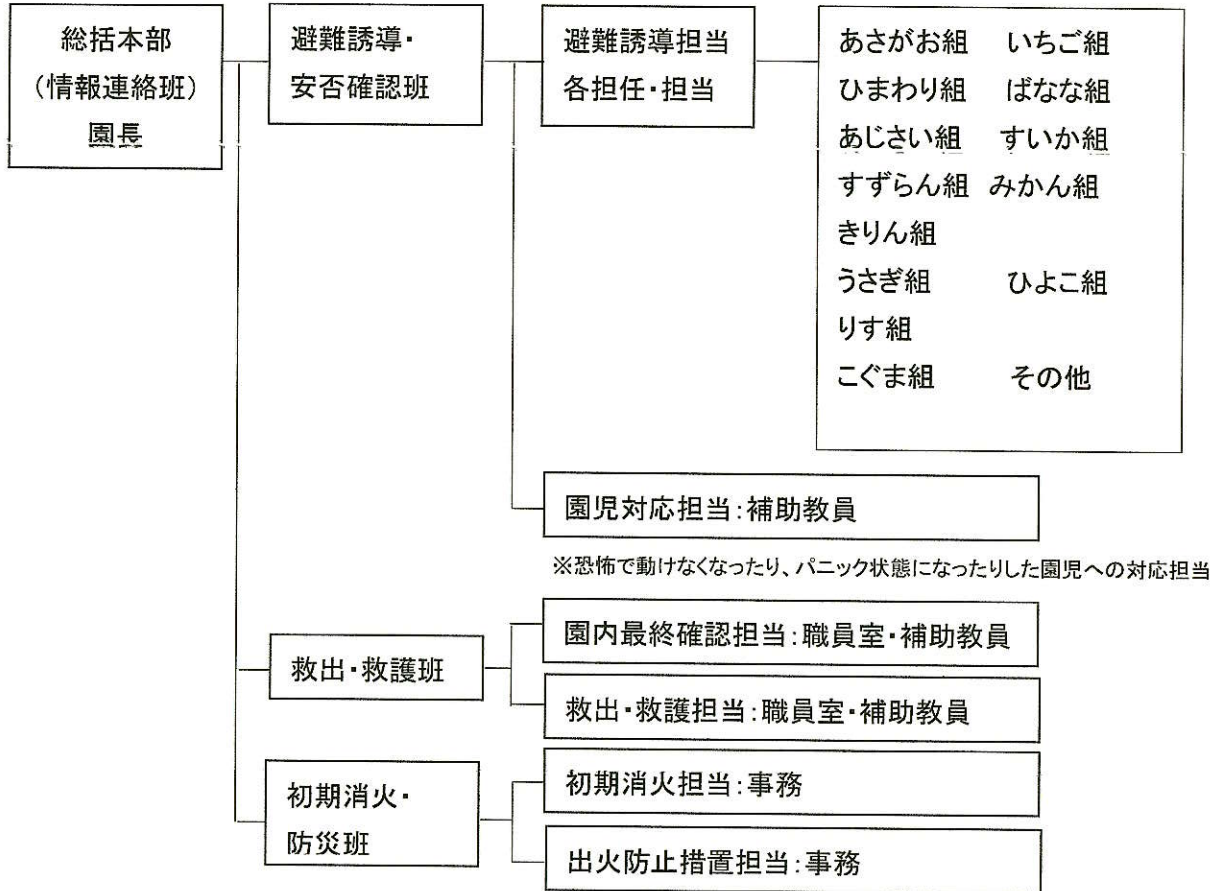 総括本部
(情報連絡班)
園長
避難誘導・
安否確認班
避難誘導担当
各担任・担当
あさがお組 いちご組
ひまわり組 ばなな組
あじさい組 すいか組
すずらん組 みかん組
きりん組
うさぎ組 ひよこ組
りす組
こぐま組 その他
園児対応担当:補助教員
※恐怖で動けなくなったり、パニック状態になったりした園児への対応担当
救出・救護班
園内最終確認担当:職員室・補助教員
救出・救護担当:職員室・補助教員
初期消火・
防災班
初期消火担当:事務
出火防止措置担当:事務